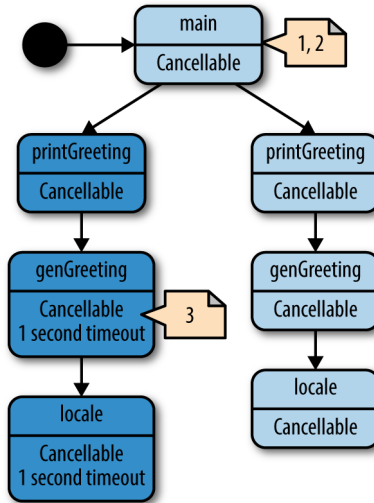 main
Cancellable
1, 2
printGreeting
Cancellable
printGreeting
Cancellable
genGreeting
Cancellable
1 second timeout
3
genGreeting
Cancellable
locale
Cancellable
1 second timeout
locale
Cancellable